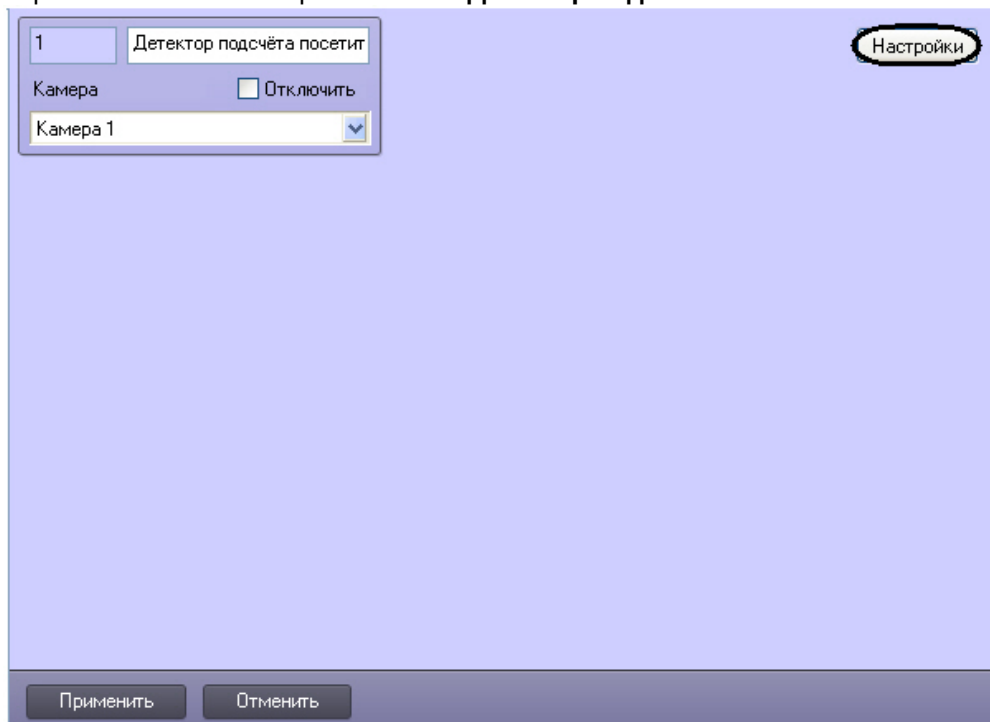 1
Детектор подсчёта посетит
Настройки
Камера
Отключить
Камера 1
Применить
Отменить